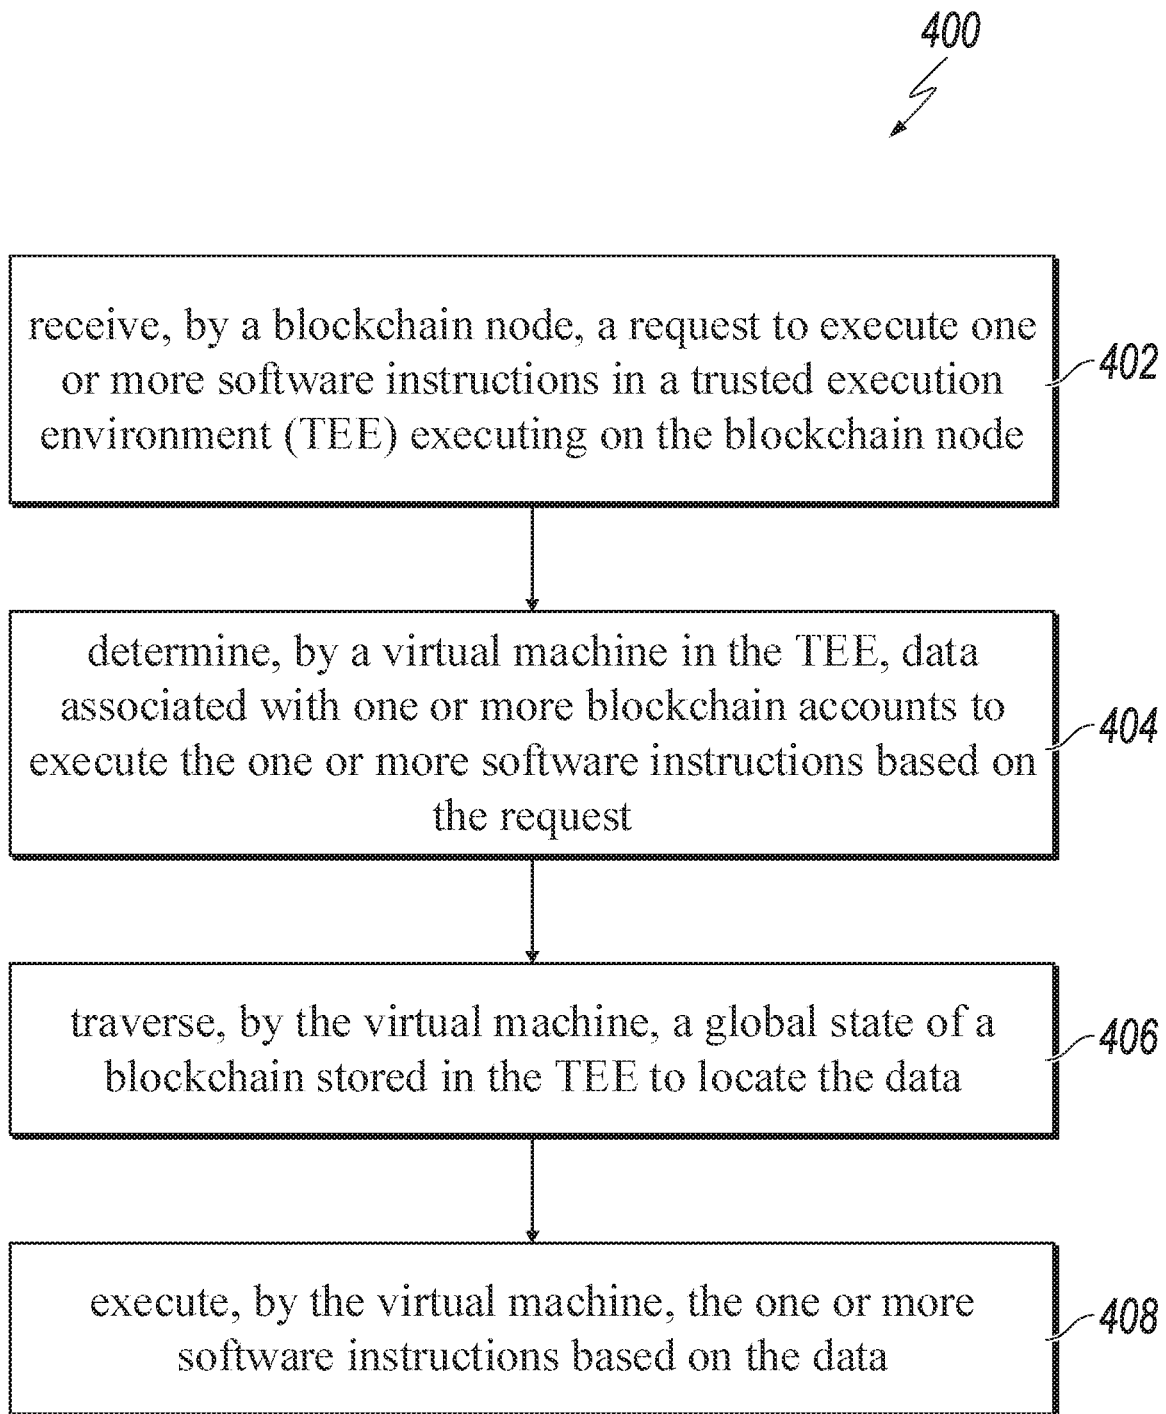 400
receive, by a blockchain node, a request to execute one
or more software instructions in a trusted execution
environment (TEE) executing on the blockchain node
402
determine, by a virtual machine in the TEE, data
associated with one or more blockchain accounts to
execute the one or more software instructions based on
the request
404
traverse, by the virtual machine, a global state of a
blockchain stored in the TEE to locate the data
406
execute, by the virtual machine, the one or more
software instructions based on the data
408